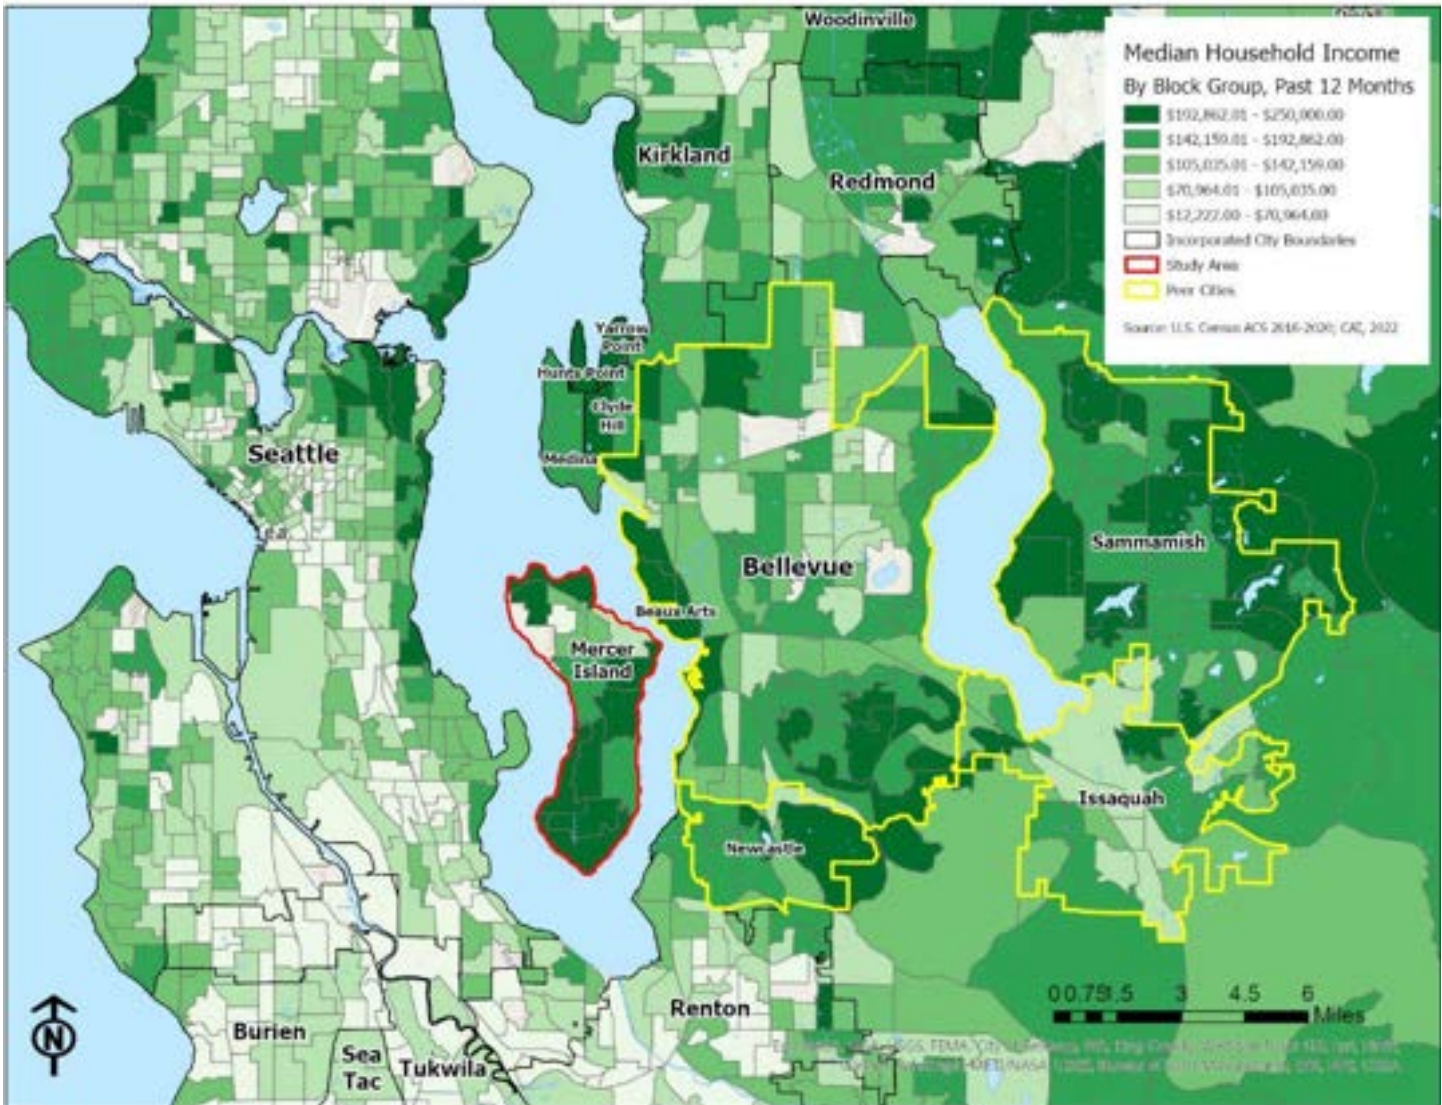 Woodinville
Median Household Income
By Block Group, Past 12 Months
$192,862.01 - $250,000.00
$142,159.01 - $192,862.00
$105,035.01 - $142,159.00
$70,964.01 - $105,035.00
$12,222.00 - $70,964.00
Incorporated City Boundaries
Study Area
Peer Cities
Source: U.S. Census ACS 2016-2020; CAI, 2022
Kirkland
Redmond
Yarrow
Point
Hunts Point
Clyde
Hill
Medina
Seattle
Bellevue
Sammamish
Beaux Arts
Mercer
Island
Issaquah
Newcastle
Renton
Burien
Sea
Tac
Tukwila
N
0 0.75 1.5 3 4.5 6
Miles